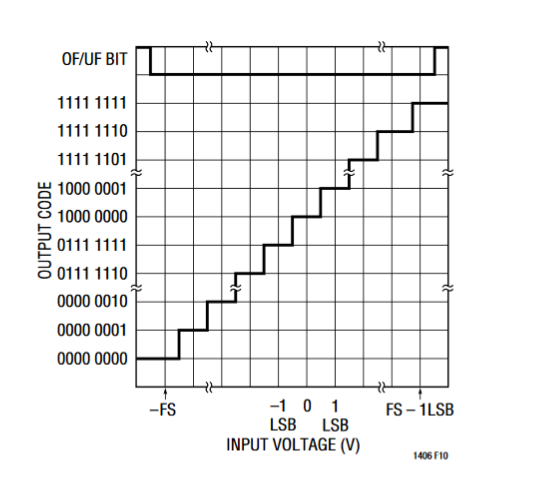 OF/UF BIT
1111 1111
1111 1110
1111 1101
1000 0001
1000 0000
0111 1111
0111 1110
0000 0010
0000 0001
0000 0000
OUTPUT CODE
–FS
–1 LSB
0
1 LSB
FS – 1LSB
INPUT VOLTAGE (V)
1406 F10